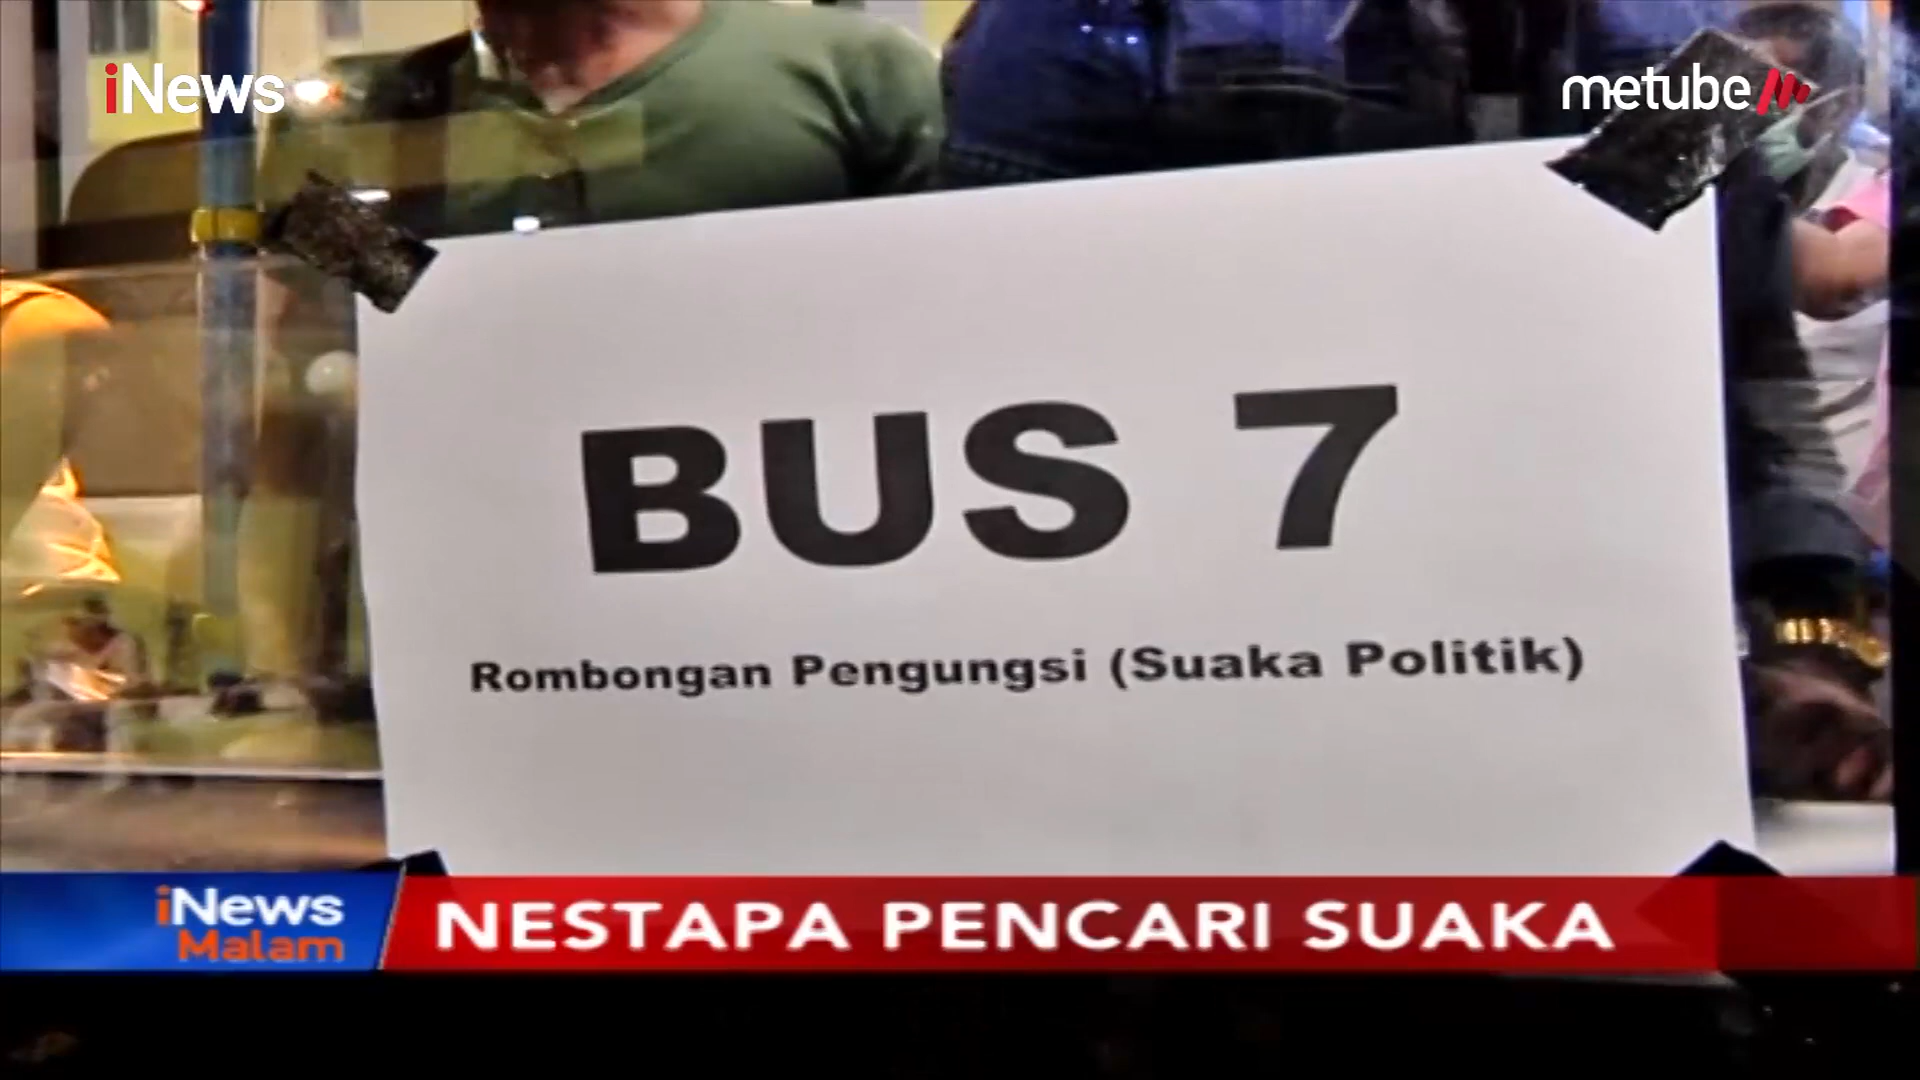 iNews
metube
BUS 7
Rombongan Pengungsi (Suaka Politik)
iNews
Malam
NESTAPA PENCARI SUAKA